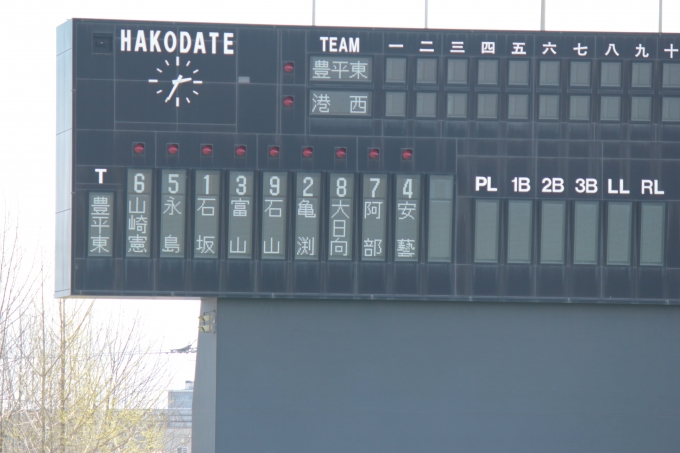 HAKODATE
TEAM 一 二 三 四 五 六 七 八 九 十
豊平東
港西
T 6 5 1 3 9 2 8 7 4 PL 1B 2B 3B LL RL
豊平東 山崎憲 永島 石坂 富山 石山 亀渕 大日向 阿部 安藝